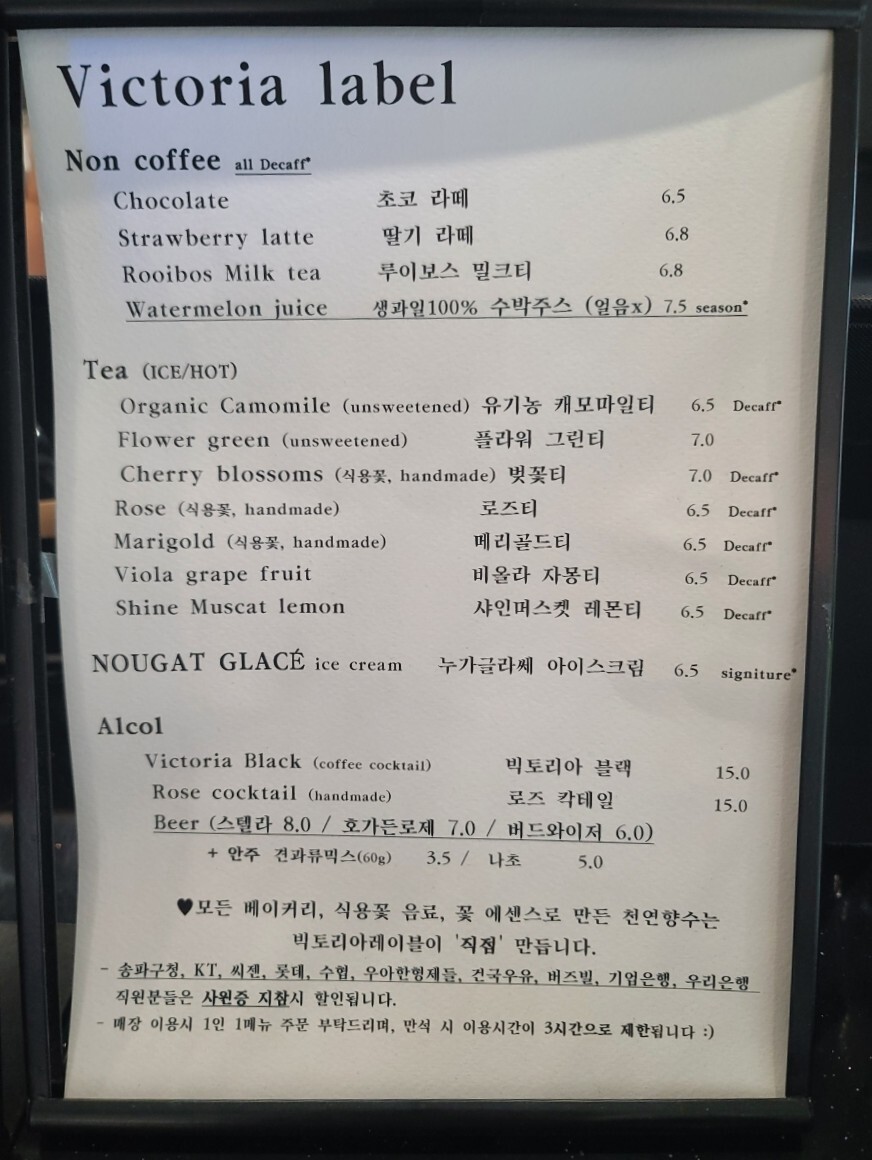 Victoria label
Non coffee all Decaff*
Chocolate 초코 라떼 6.5
Strawberry latte 딸기 라떼 6.8
Rooibos Milk tea 루이보스 밀크티 6.8
Watermelon juice 생과일100% 수박주스 (얼음x) 7.5 season*
Tea (ICE/HOT)
Organic Camomile (unsweetened) 유기농 캐모마일티 6.5 Decaff*
Flower green (unsweetened) 플라워 그린티 7.0
Cherry blossoms (식용꽃, handmade) 벚꽃티 7.0 Decaff*
Rose (식용꽃, handmade) 로즈티 6.5 Decaff*
Marigold (식용꽃, handmade) 메리골드티 6.5 Decaff*
Viola grape fruit 비올라 자몽티 6.5 Decaff*
Shine Muscat lemon 샤인머스켓 레몬티 6.5 Decaff*
NOUGAT GLACÉ ice cream 누가글라쎄 아이스크림 6.5 signiture*
Alcol
Victoria Black (coffee cocktail) 빅토리아 블랙 15.0
Rose cocktail (handmade) 로즈 칵테일 15.0
Beer (스텔라 8.0 / 호가든로제 7.0 / 버드와이저 6.0)
+ 안주 견과류믹스(60g) 3.5 / 나초 5.0
♥모든 베이커리, 식용꽃 음료, 꽃 에센스로 만든 천연향수는
빅토리아레이블이 '직접' 만듭니다.
- 송파구청, KT, 씨젠, 롯데, 수협, 우아한형제들, 건국우유, 버즈빌, 기업은행, 우리은행
직원분들은 사원증 지참시 할인됩니다.
- 매장 이용시 1인 1메뉴 주문 부탁드리며, 만석 시 이용시간이 3시간으로 제한됩니다 :)